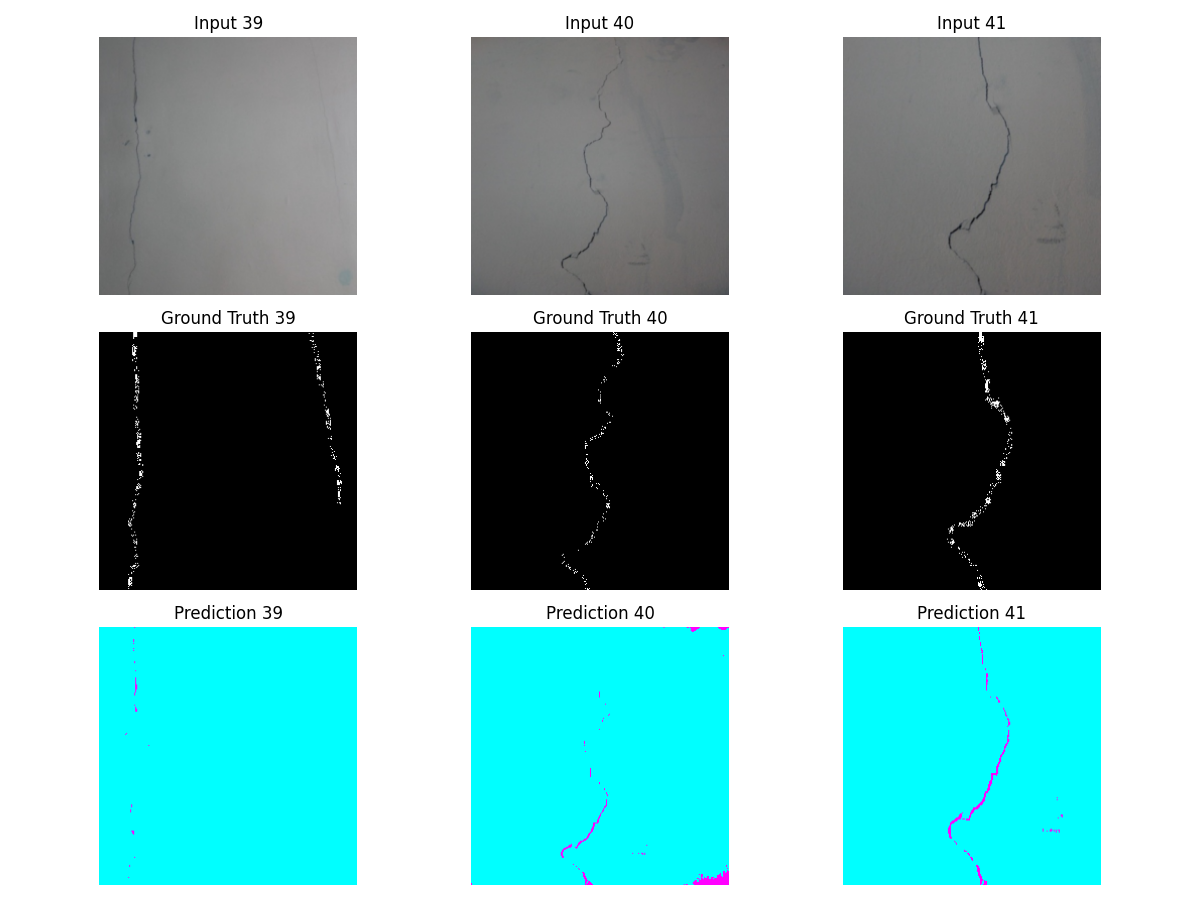 Input 39
Input 40
Input 41
Ground Truth 39
Ground Truth 40
Ground Truth 41
Prediction 39
Prediction 40
Prediction 41